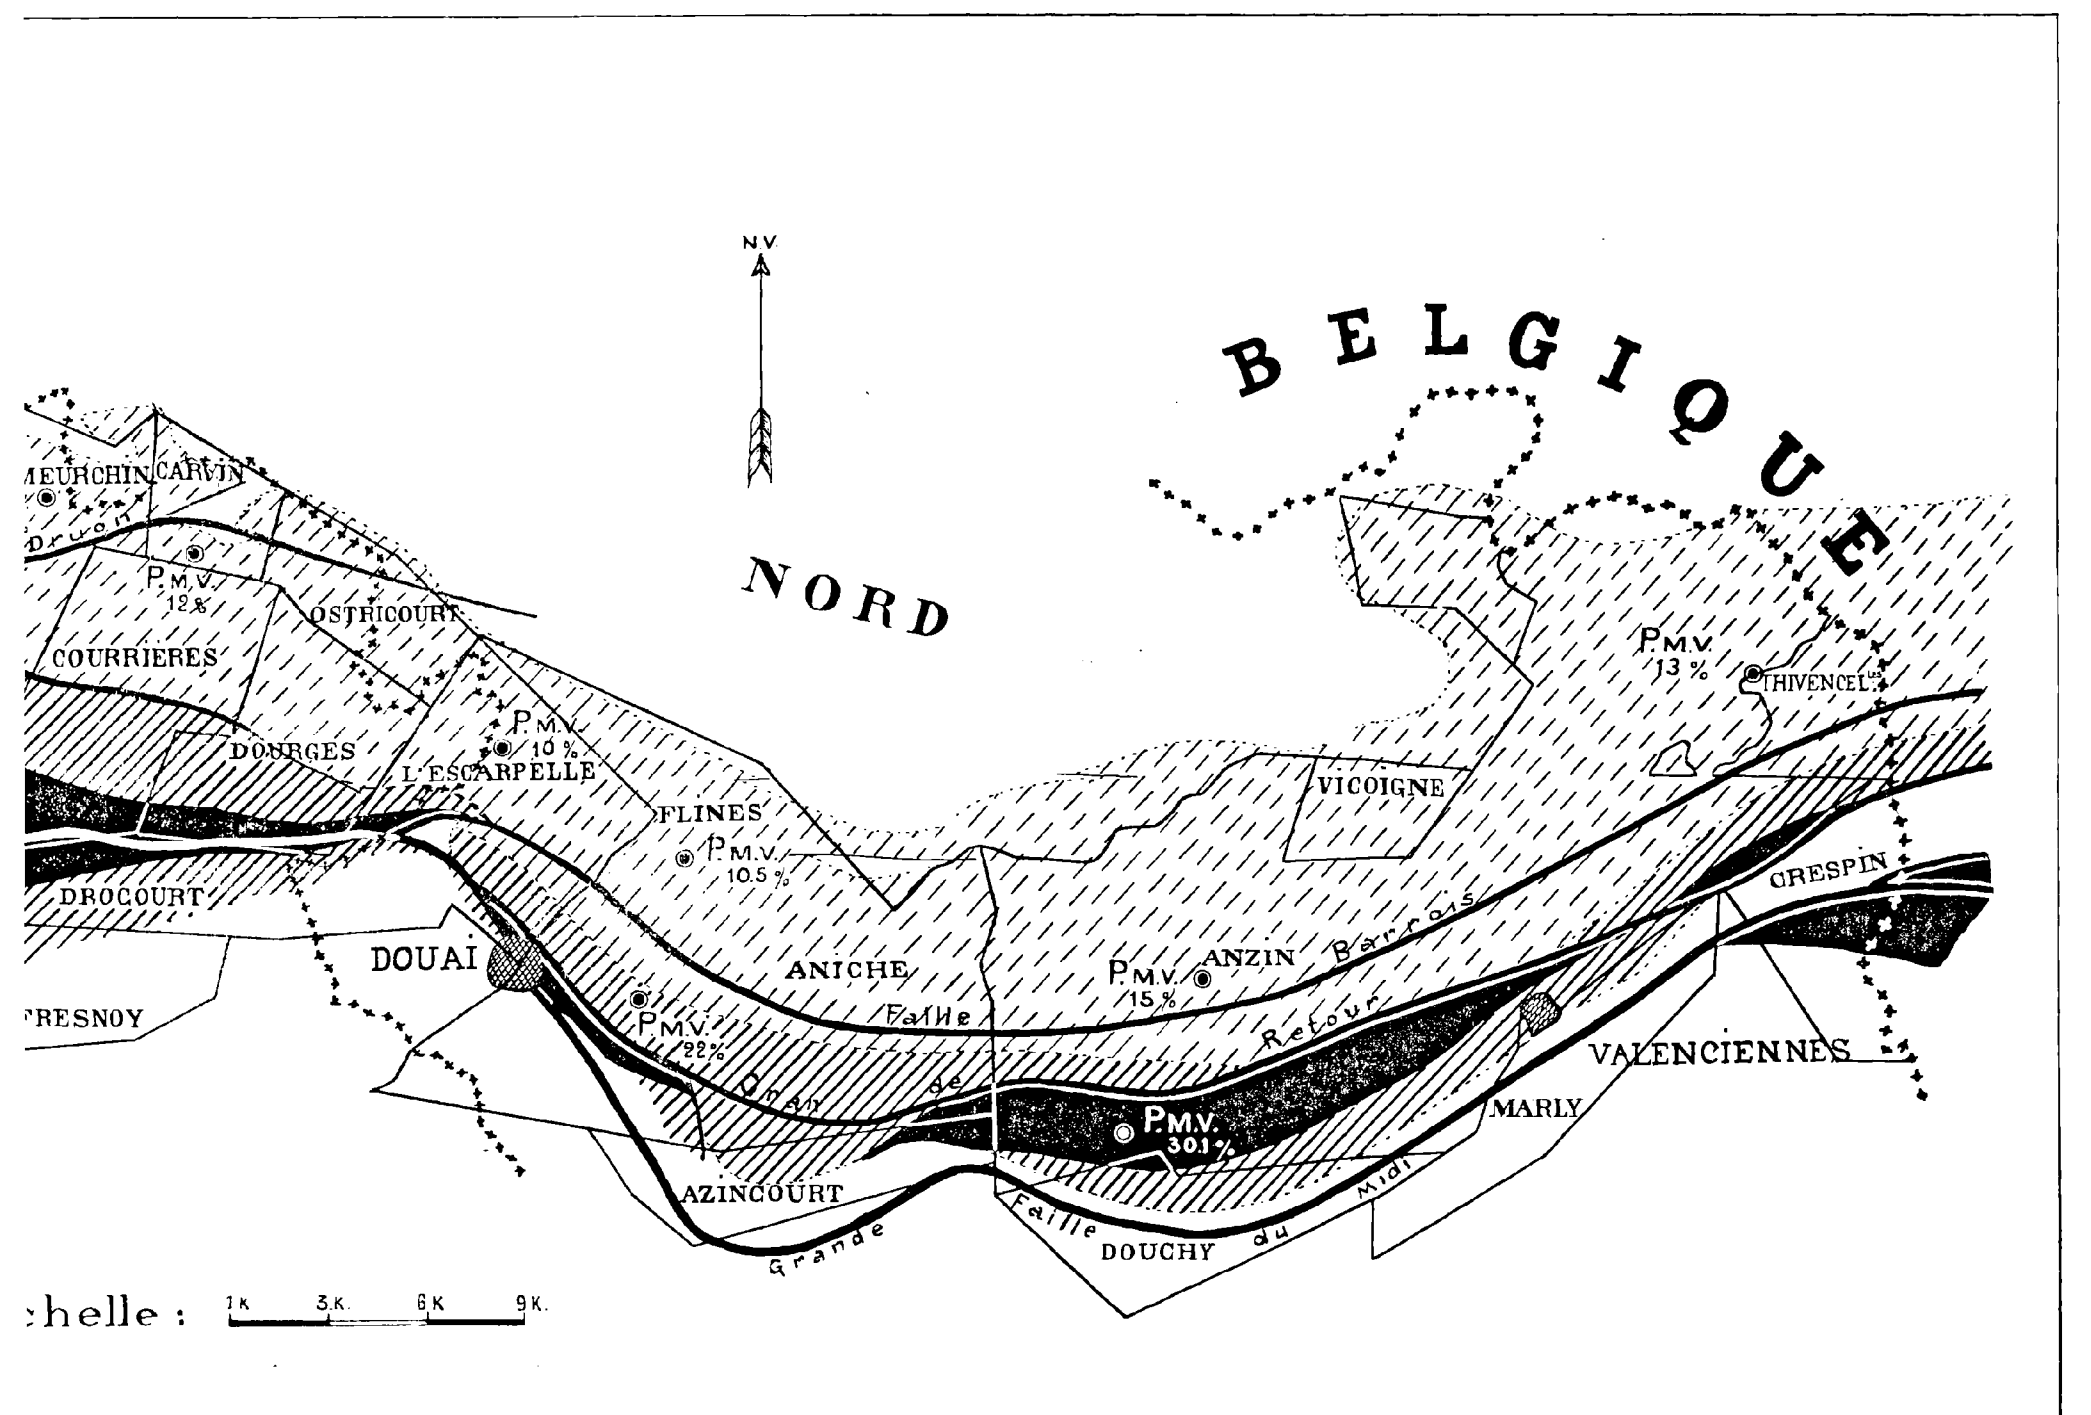 N.V.
BELGIQUE
NORD
MEURCHIN
CARVIN
Druon
P.M.V.
12%
OSTRICOURT
COURRIÈRES
P.M.V.
13%
THIVENCELLES
DOURGES
P.M.V.
10%
L'ESCARPELLE
FLINES
VICOIGNE
P.M.V.
10.5%
DROCOURT
CRESPIN
DOUAI
ANICHE
P.M.V.
15%
ANZIN
Faille Barrois
FRESNOY
P.M.V.
22%
Cran de Retour
VALENCIENNES
P.M.V.
30.1%
MARLY
AZINCOURT
Grande Faille du Midi
DOUCHY
chelle :
1K 3.K. 6K 9K.